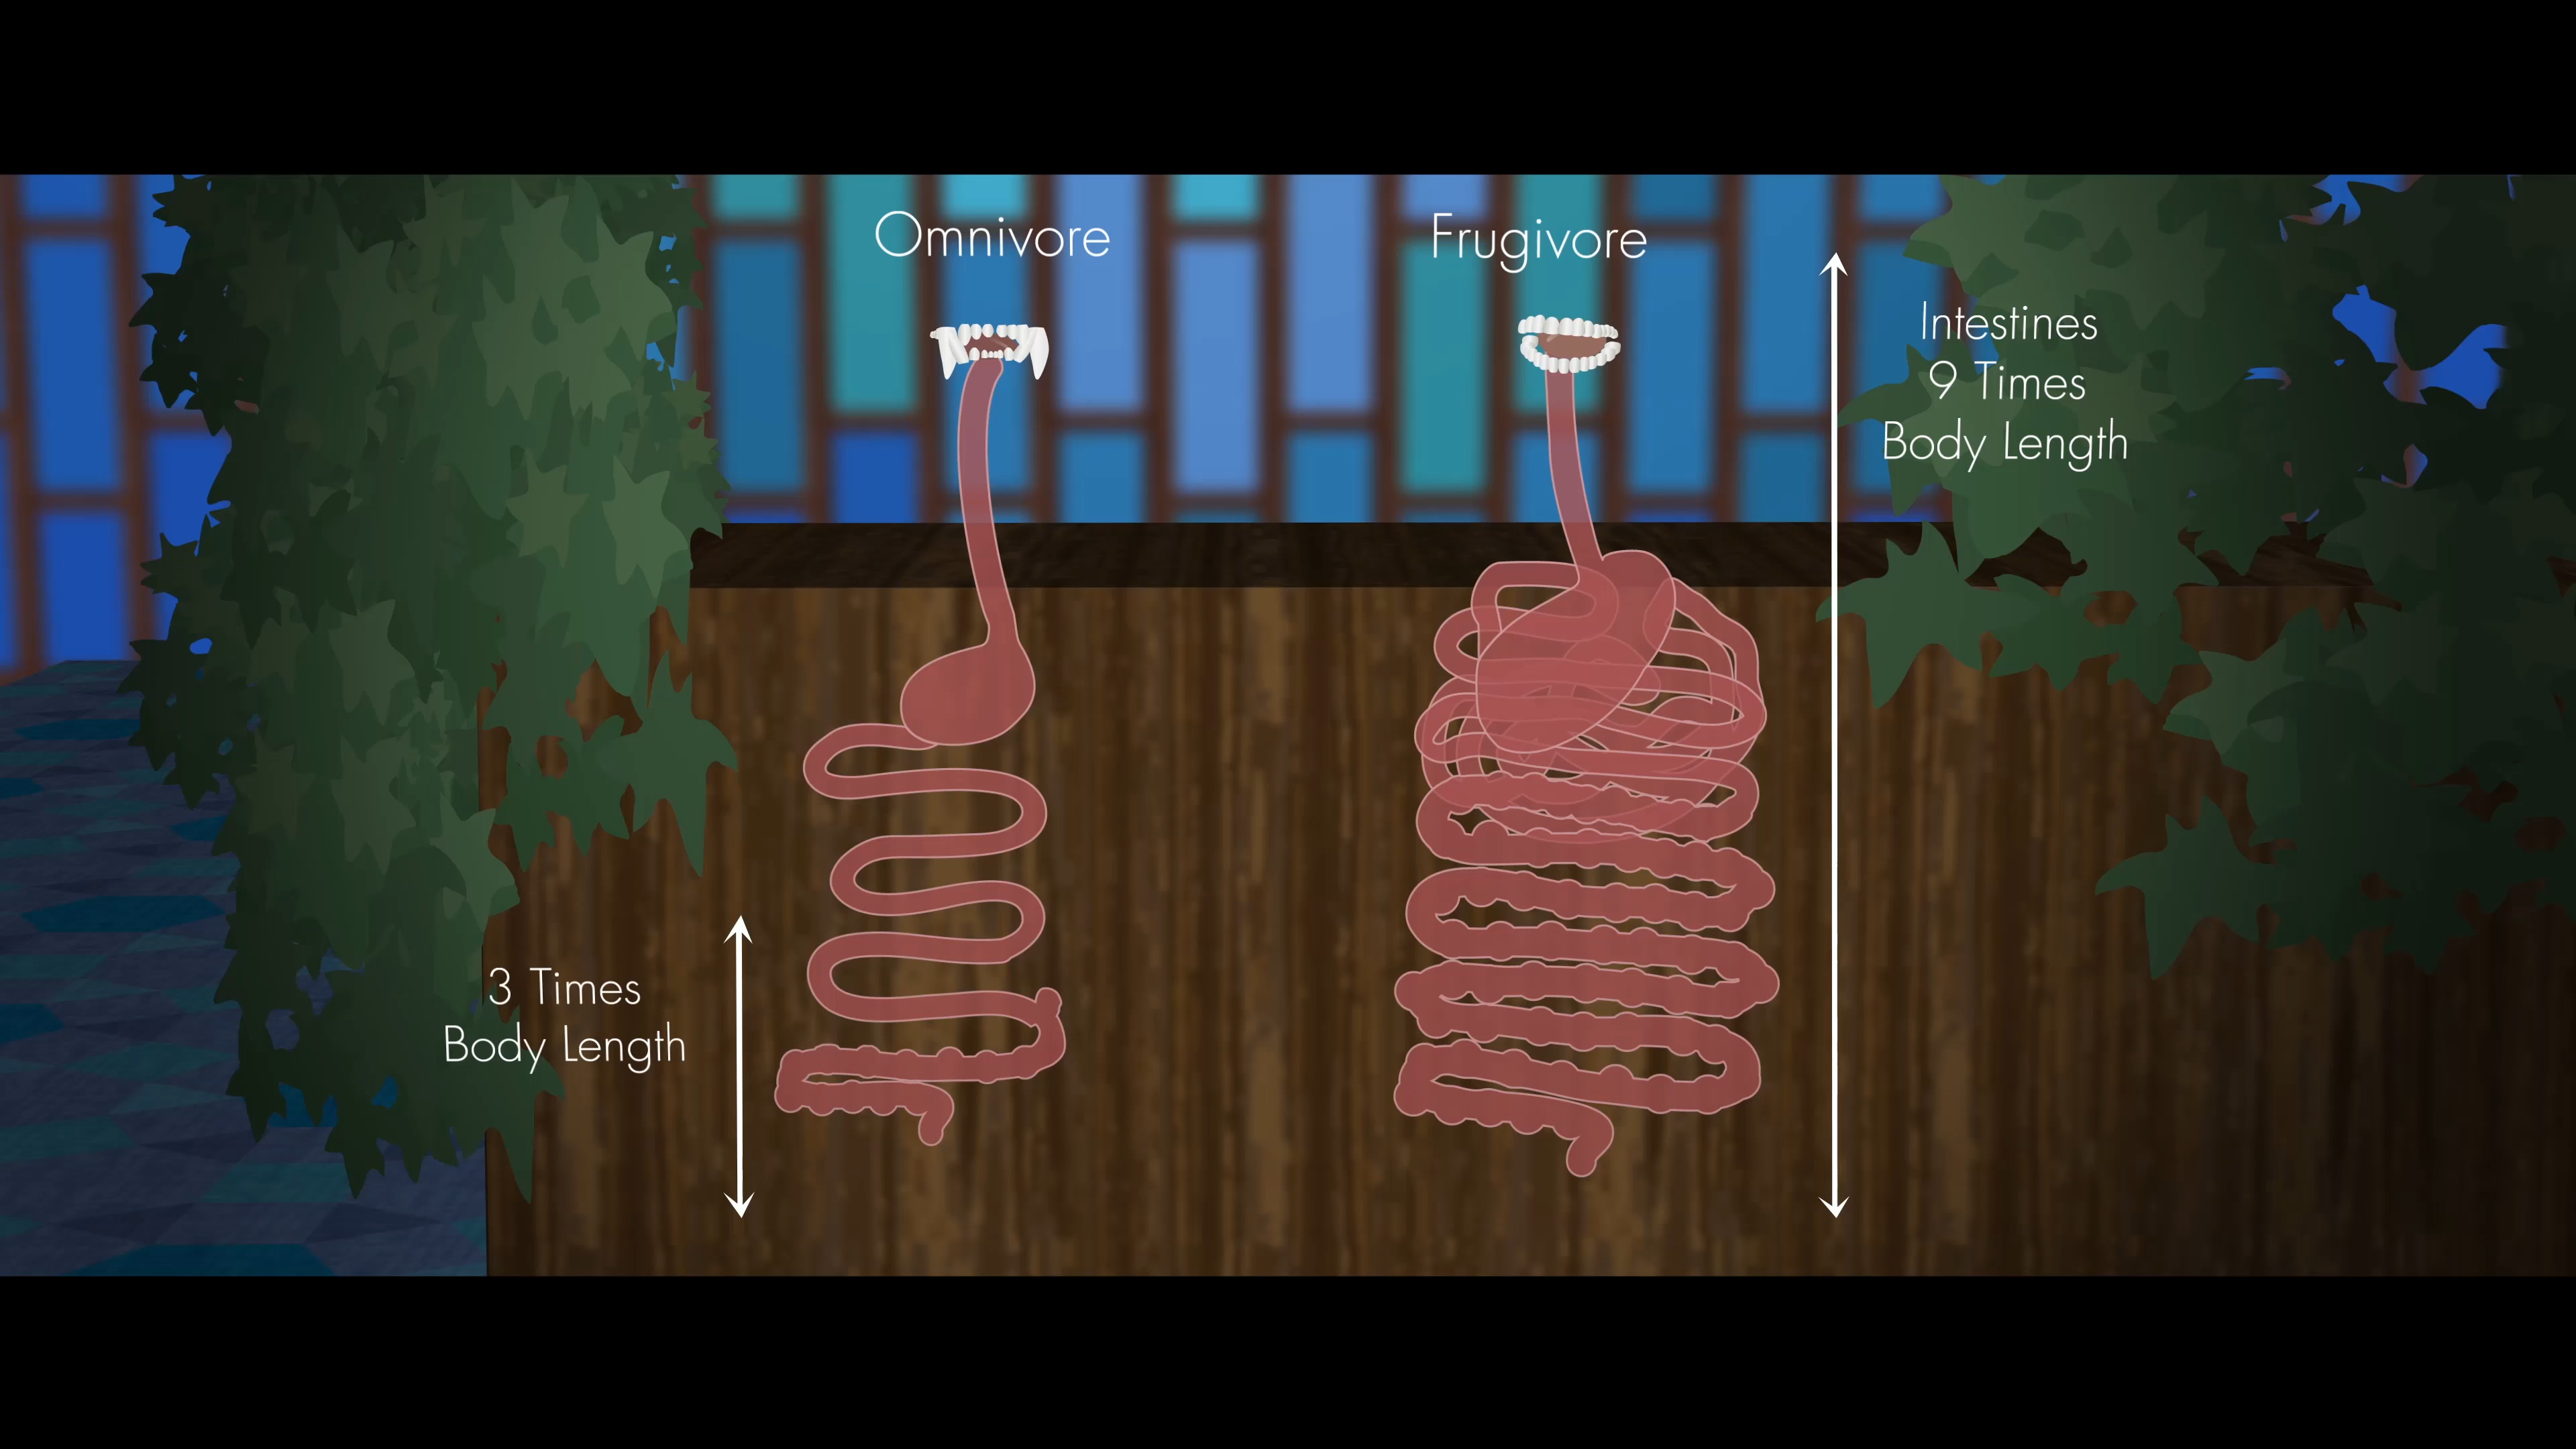 Omnivore
Frugivore
Intestines
9 Times
Body Length
3 Times
Body Length